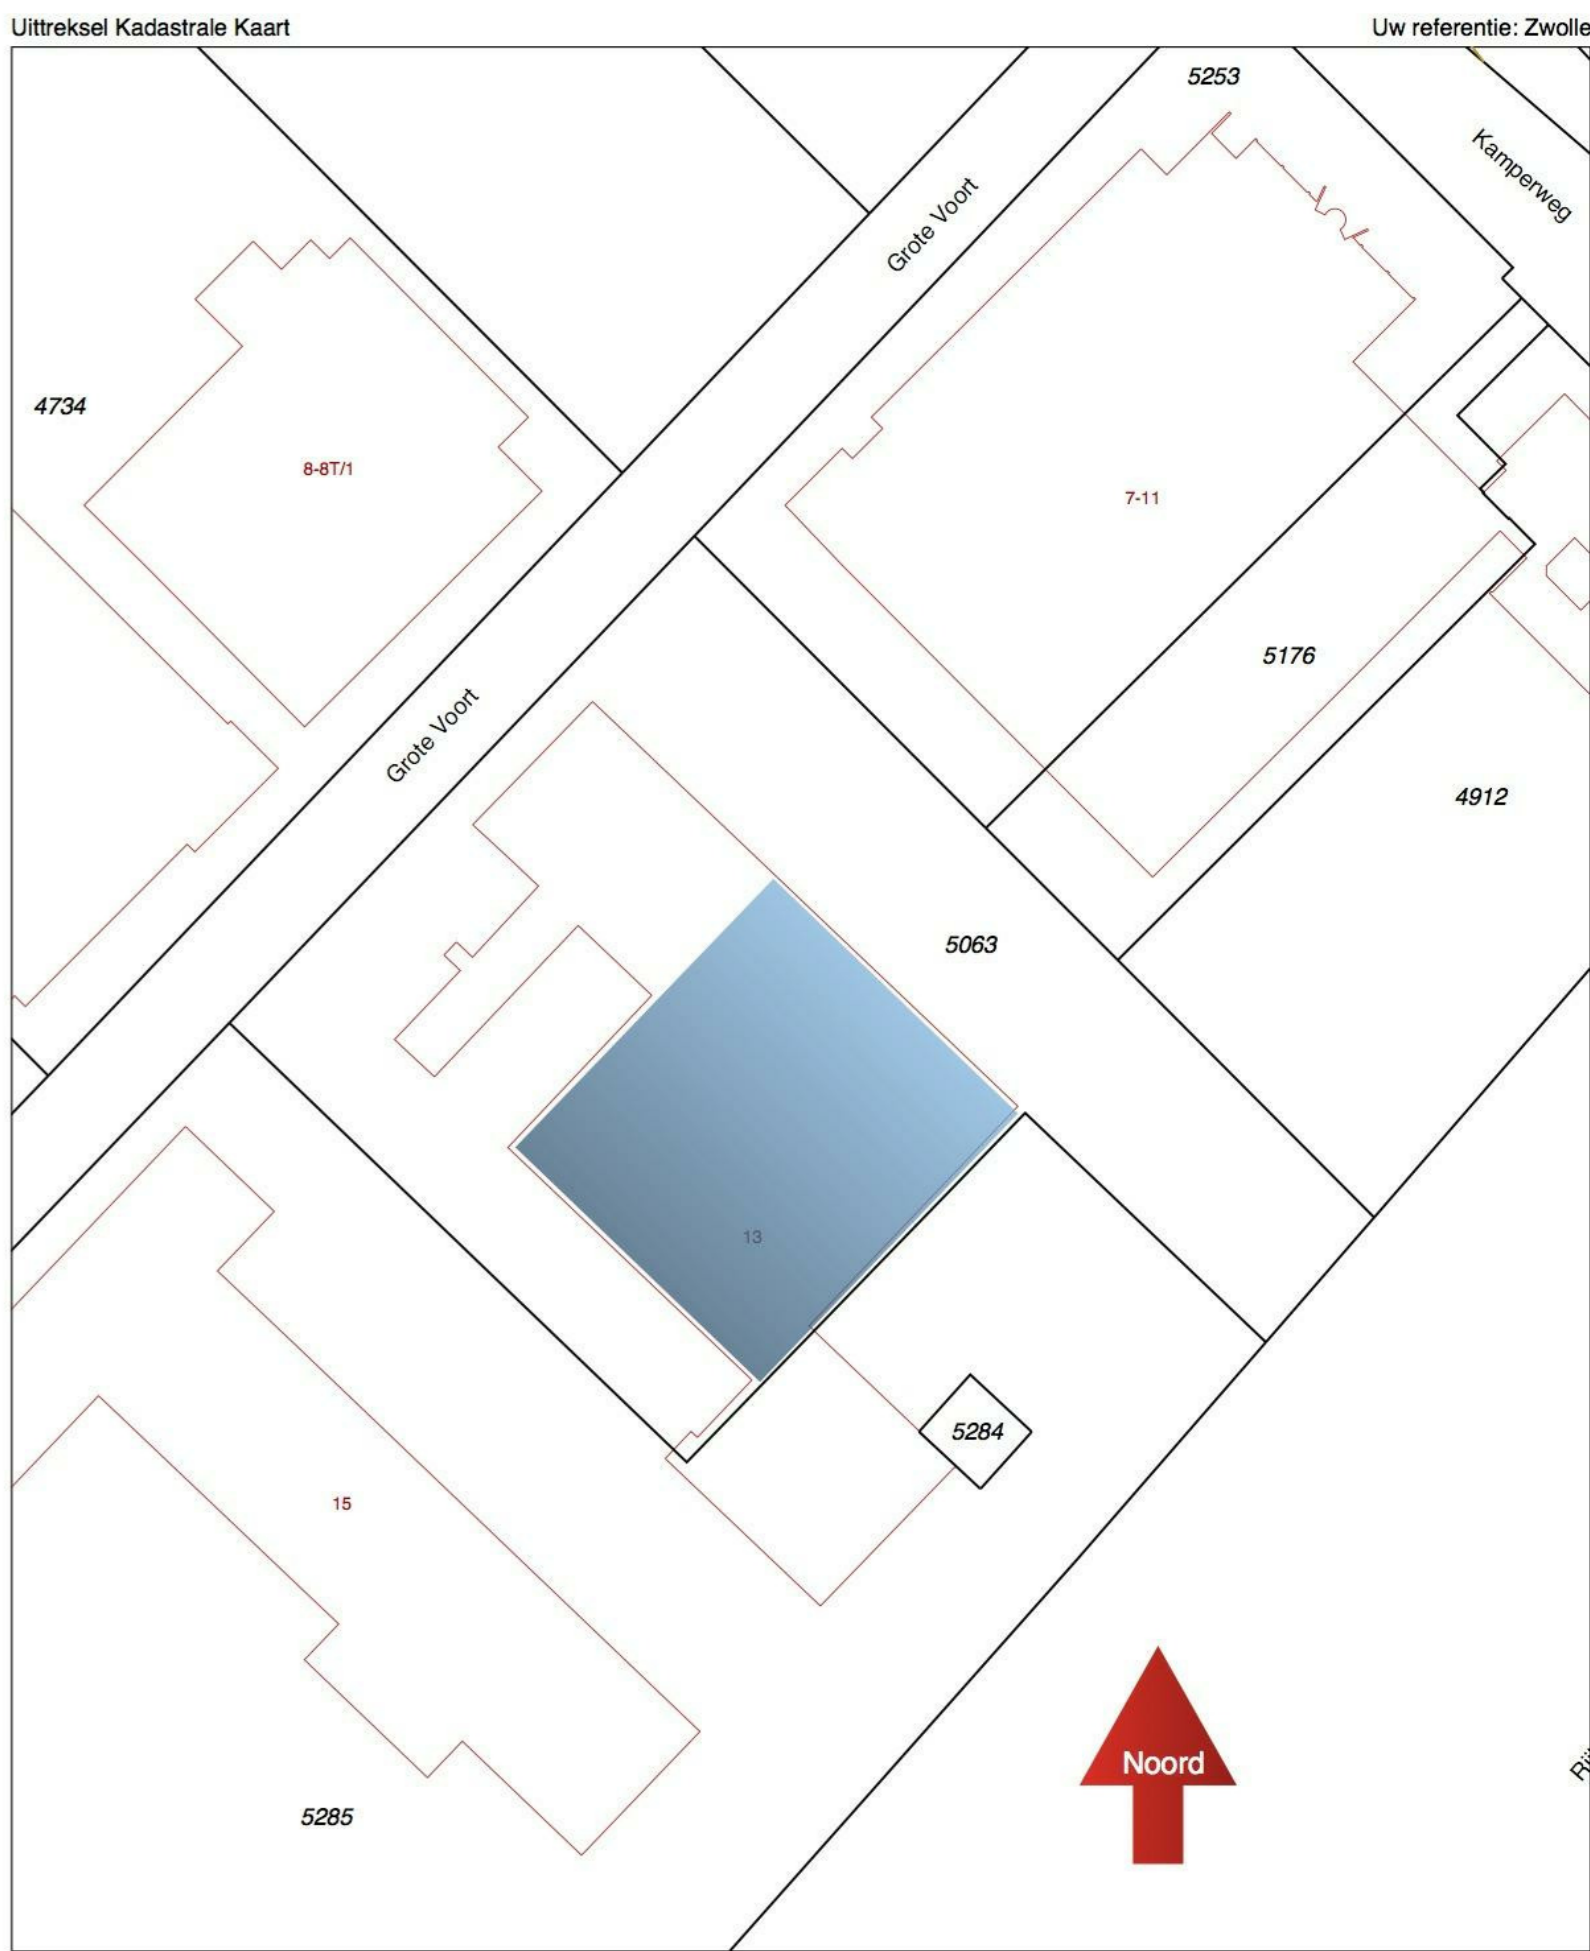 Uittreksel Kadastrale Kaart
Uw referentie: Zwolle
5253
Kamperweg
Grote Voort
4734
8-8T/1
7-11
5176
Grote Voort
4912
5063
13
5284
15
Noord
5285